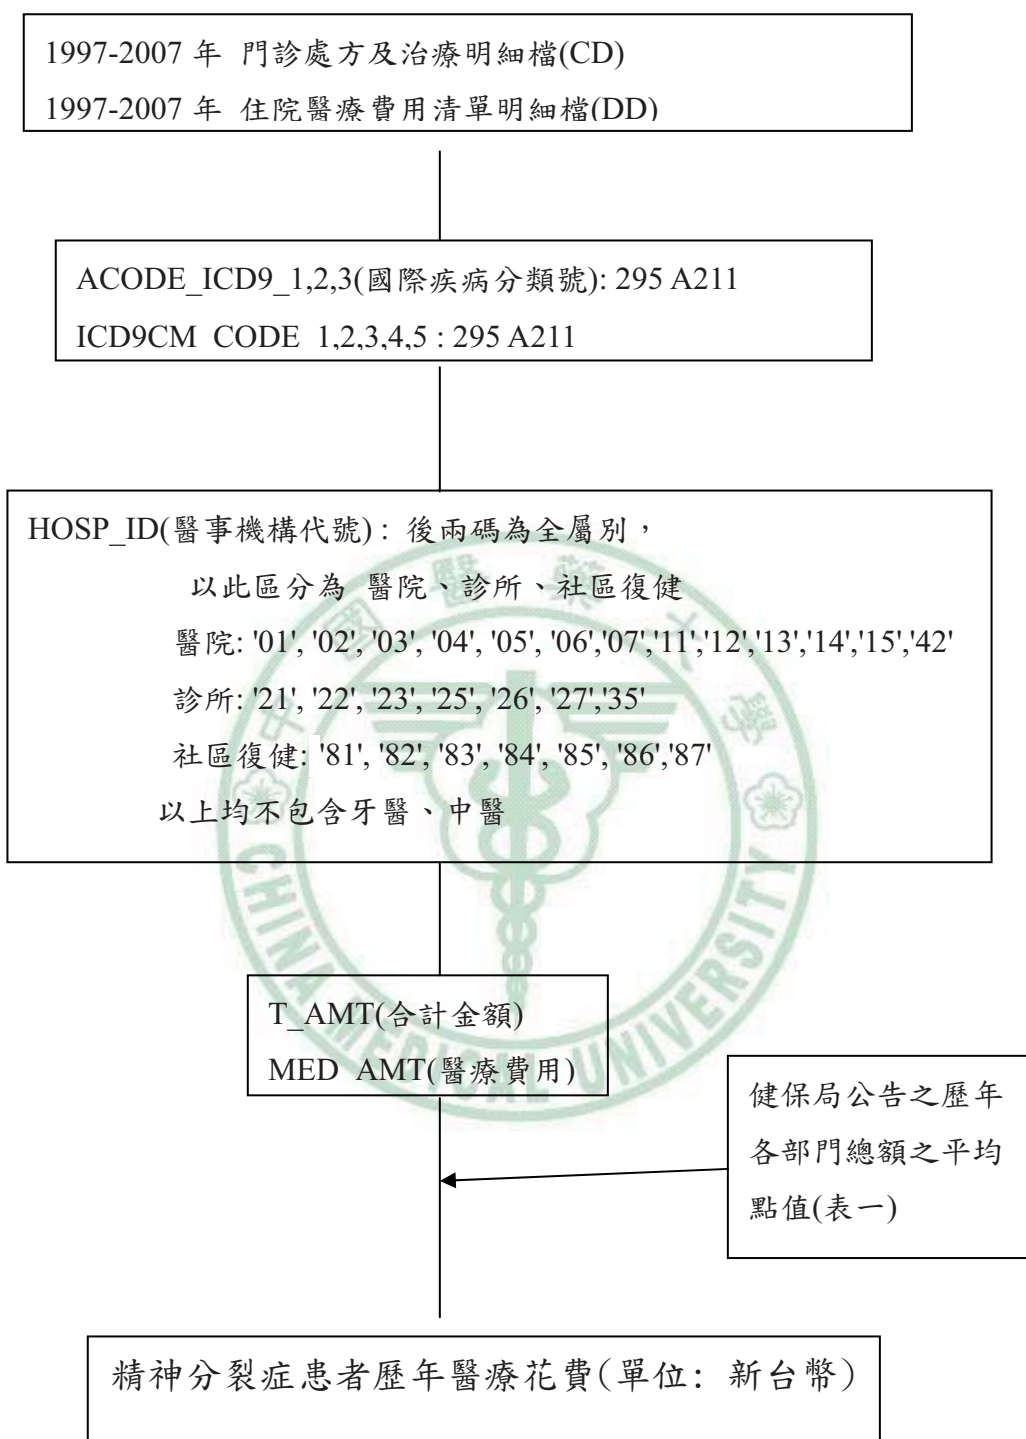 1997-2007 年 門診處方及治療明細檔(CD)
1997-2007 年 住院醫療費用清單明細檔(DD)
ACODE_ICD9_1,2,3(國際疾病分類號): 295 A211
ICD9CM CODE 1,2,3,4,5 : 295 A211
HOSP_ID(醫事機構代號) : 後兩碼為全屬別，
以此區分為 醫院、診所、社區復健
醫院: '01', '02', '03', '04', '05', '06','07','11','12','13','14','15','42'
診所: '21', '22', '23', '25', '26', '27','35'
社區復健: '81', '82', '83', '84', '85', '86','87'
以上均不包含牙醫、中醫
T_AMT(合計金額)
MED AMT(醫療費用)
健保局公告之歷年
各部門總額之平均
點值(表一)
精神分裂症患者歷年醫療花費(單位: 新台幣)
中國醫藥大學
CHINA MEDICAL UNIVERSITY